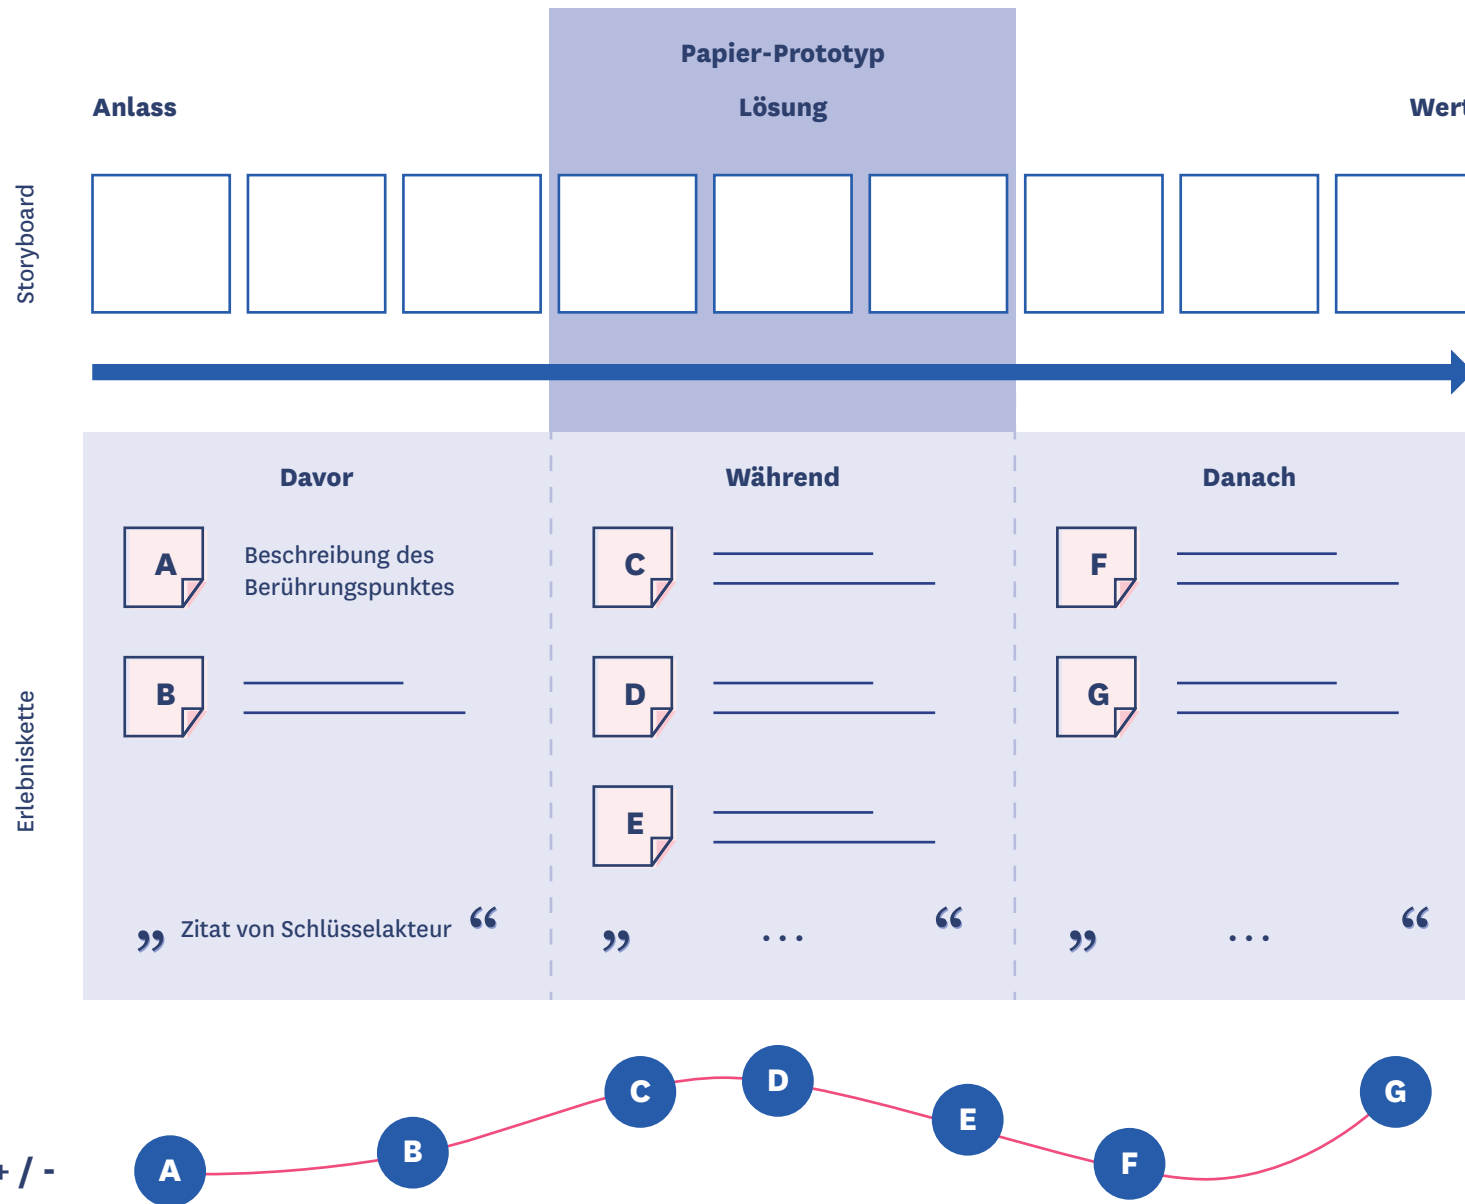 Papier-Prototyp
Anlass
Lösung
Wert
Storyboard
Davor
Während
Danach
A
Beschreibung des
Berührungspunktes
C
F
B
D
G
E
Erlebniskette
„ Zitat von Schlüsselakteur “
„ ... “
„ ... “
A
B
C
D
E
F
G
+ / -